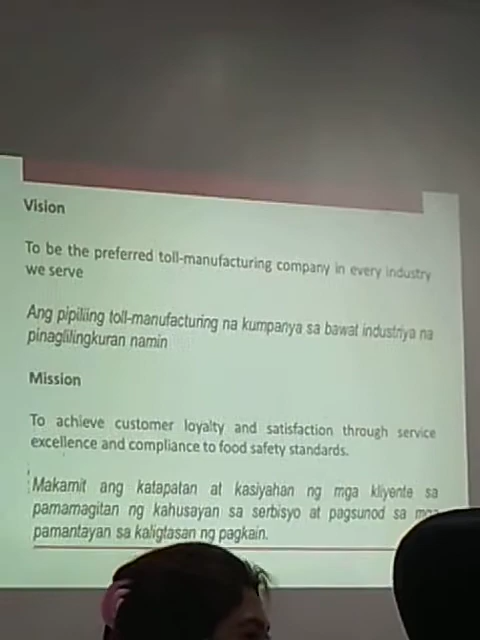 Vision
To be the preferred toll-manufacturing company in every industry
we serve
Ang pipiliing toll-manufacturing na kumpanya sa bawat industriya na
pinaglilingkuran namin
Mission
To achieve customer loyalty and satisfaction through service
excellence and compliance to food safety standards.
Makamit ang katapatan at kasiyahan ng mga kliyente sa
pamamagitan ng kahusayan sa serbisyo at pagsunod sa mga
pamantayan sa kaligtasan ng pagkain.